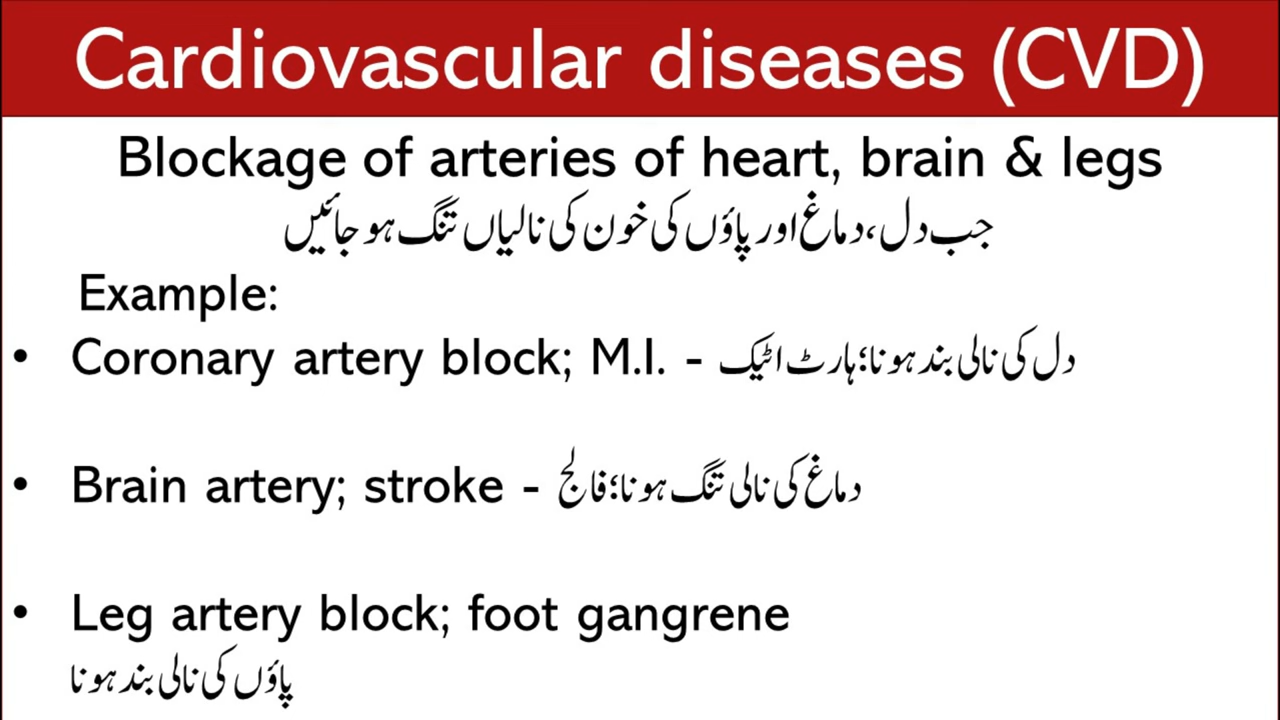 Cardiovascular diseases (CVD)
Blockage of arteries of heart, brain & legs
جب دل، دماغ اور پاؤں کی خون کی نالیاں تنگ ہو جائیں
Example:
• Coronary artery block; M.I. - دل کی نالی بند ہونا؛ ہارٹ اٹیک
• Brain artery; stroke - دماغ کی نالی تنگ ہونا؛ فالج
• Leg artery block; foot gangrene
پاؤں کی نالی بند ہونا